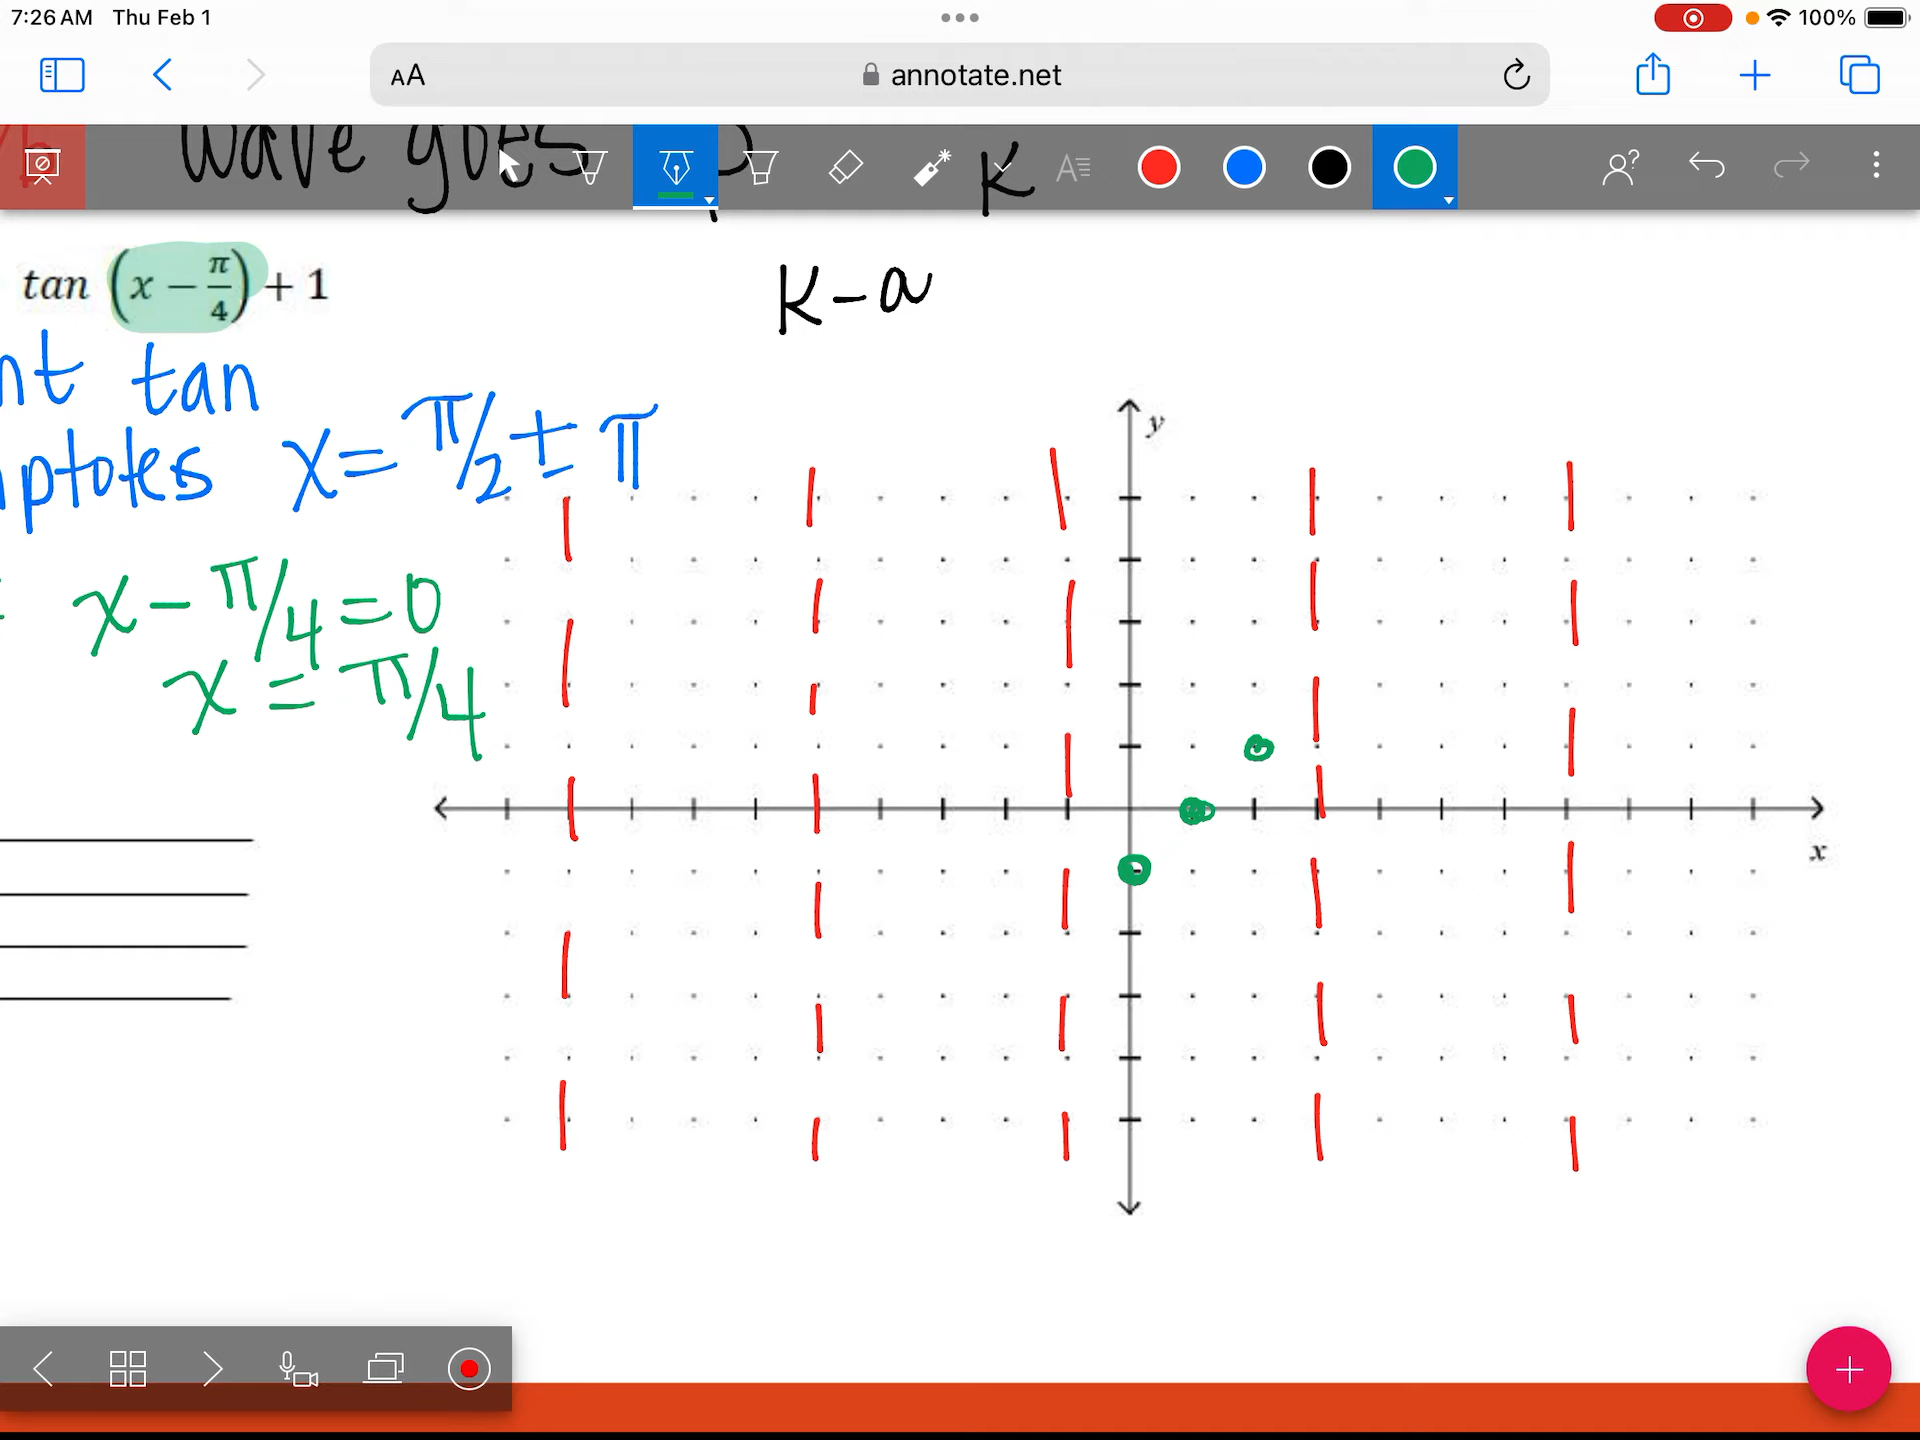 7:26 AM Thu Feb 1
100%
AA
annotate.net
wave goes
K
tan (x − π/4) + 1
K-a
nt tan
ptotes x = π/2 ± π
x - π/4 = 0
x = π/4
y
x